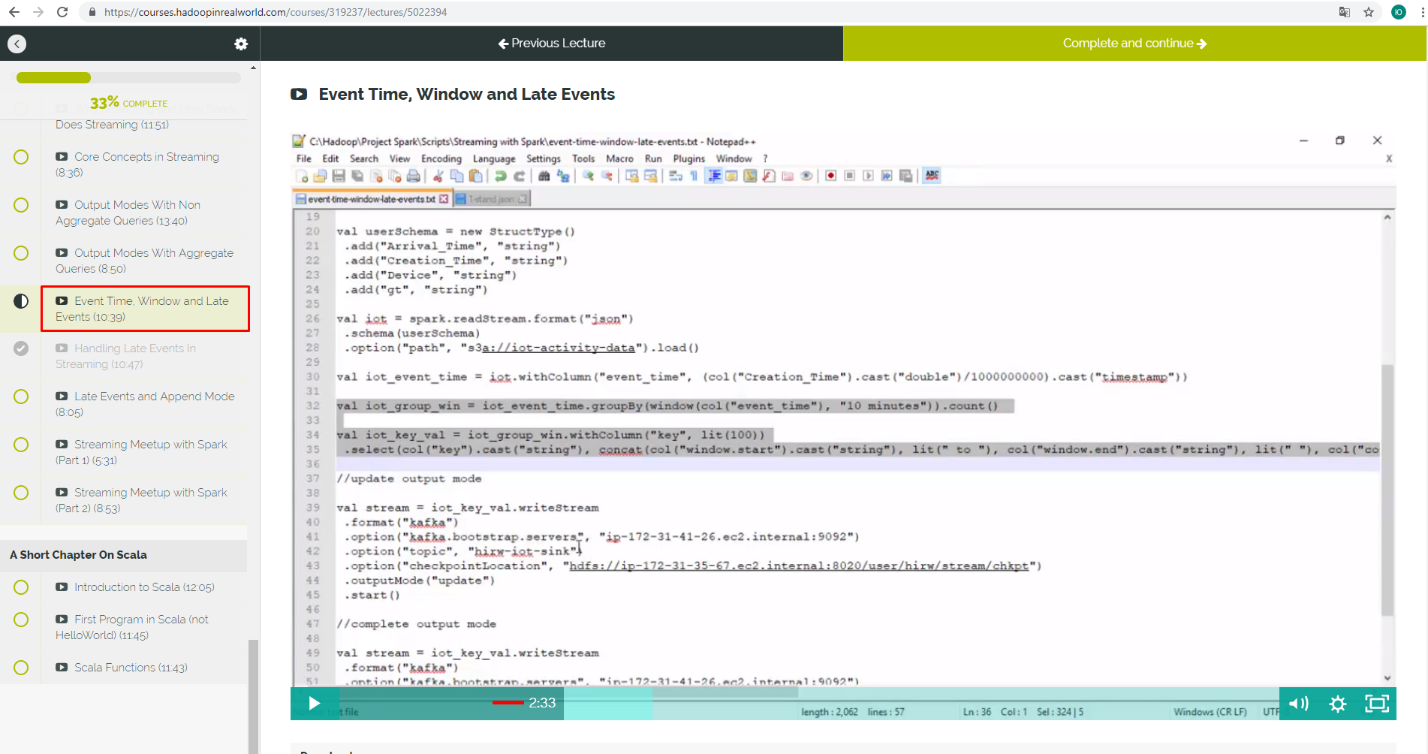 https://courses.hadoopinrealworld.com/courses/319237/lectures/5022394
Previous Lecture
Complete and continue
33% COMPLETE
Does Streaming (11:51)
Core Concepts in Streaming
(8:36)
Output Modes With Non
Aggregate Queries (13:40)
Output Modes With Aggregate
Queries (8:50)
Event Time, Window and Late
Events (10:39)
Handling Late Events In
Streaming (10:47)
Late Events and Append Mode
(8:05)
Streaming Meetup with Spark
(Part 1) (5:31)
Streaming Meetup with Spark
(Part 2) (8:53)
A Short Chapter On Scala
Introduction to Scala (12:05)
First Program in Scala (not
HelloWorld) (11:45)
Scala Functions (11:43)
Event Time, Window and Late Events
C:\Hadoop\Project Spark\Scripts\Streaming with Spark\event-time-window-late-events.txt - Notepad++
File Edit Search View Encoding Language Settings Tools Macro Run Plugins Window ?
X
event-time-window-late-events.txt
19
20 val userSchema = new StructType()
21 .add("Arrival_Time", "string")
22 .add("Creation_Time", "string")
23 .add("Device", "string")
24 .add("gt", "string")
25
26 val iot = spark.readStream.format("json")
27 .schema(userSchema)
28 .option("path", "s3a://iot-activity-data").load()
29
30 val iot_event_time = iot.withColumn("event_time", (col("Creation_Time").cast("double")/1000000000).cast("timestamp"))
31
32 val iot_group_win = iot_event_time.groupBy(window(col("event_time"), "10 minutes")).count()
33
34 val iot_key_val = iot_group_win.withColumn("key", lit(100))
35 .select(col("key").cast("string"), concat(col("window.start").cast("string"), lit(" to "), col("window.end").cast("string"), lit(" "), col("co
36
37 //update output mode
38
39 val stream = iot_key_val.writeStream
40 .format("kafka")
41 .option("kafka.bootstrap.servers", "ip-172-31-41-26.ec2.internal:9092")
42 .option("topic", "hirw-iot-sink")
43 .option("checkpointLocation", "hdfs://ip-172-31-35-67.ec2.internal:8020/user/hirw/stream/chkpt")
44 .outputMode("update")
45 .start()
46
47 //complete output mode
48
49 val stream = iot_key_val.writeStream
50 .format("kafka")
51 .option("kafka.bootstrap.servers", "ip-172-31-41-26.ec2.internal:9092")
2:33
file length : 2,062 lines : 57 Ln : 36 Col : 1 Sel : 324 | 5 Windows (CR LF) UTF